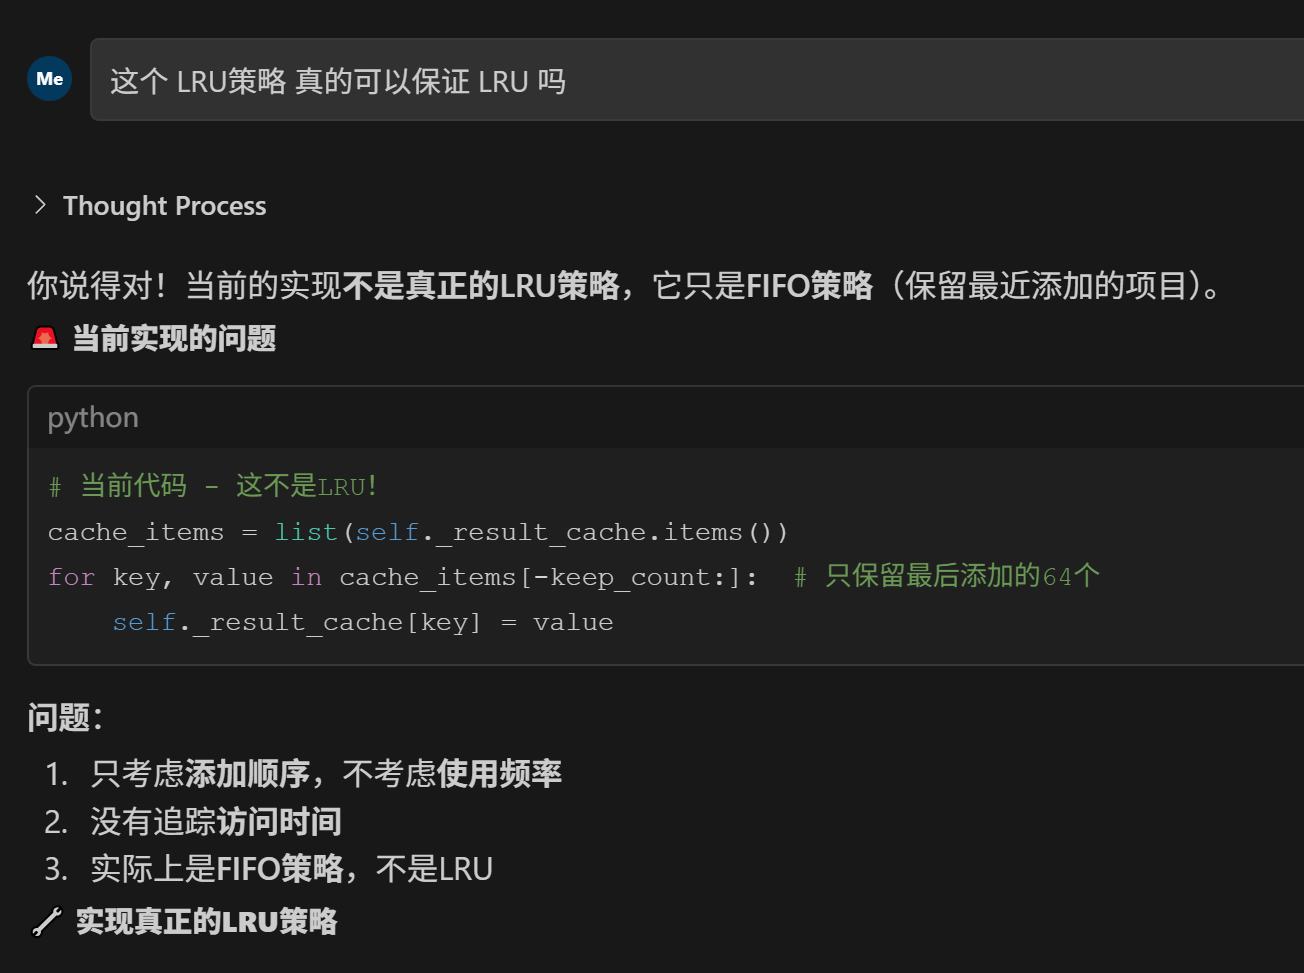 Me
这个 LRU策略 真的可以保证 LRU 吗
Thought Process
你说得对！当前的实现不是真正的LRU策略，它只是FIFO策略（保留最近添加的项目）。
🚨 当前实现的问题
python
# 当前代码 - 这不是LRU！
cache_items = list(self._result_cache.items())
for key, value in cache_items[-keep_count:]:  # 只保留最后添加的64个
    self._result_cache[key] = value
问题：
1. 只考虑添加顺序，不考虑使用频率
2. 没有追踪访问时间
3. 实际上是FIFO策略，不是LRU
🔧 实现真正的LRU策略